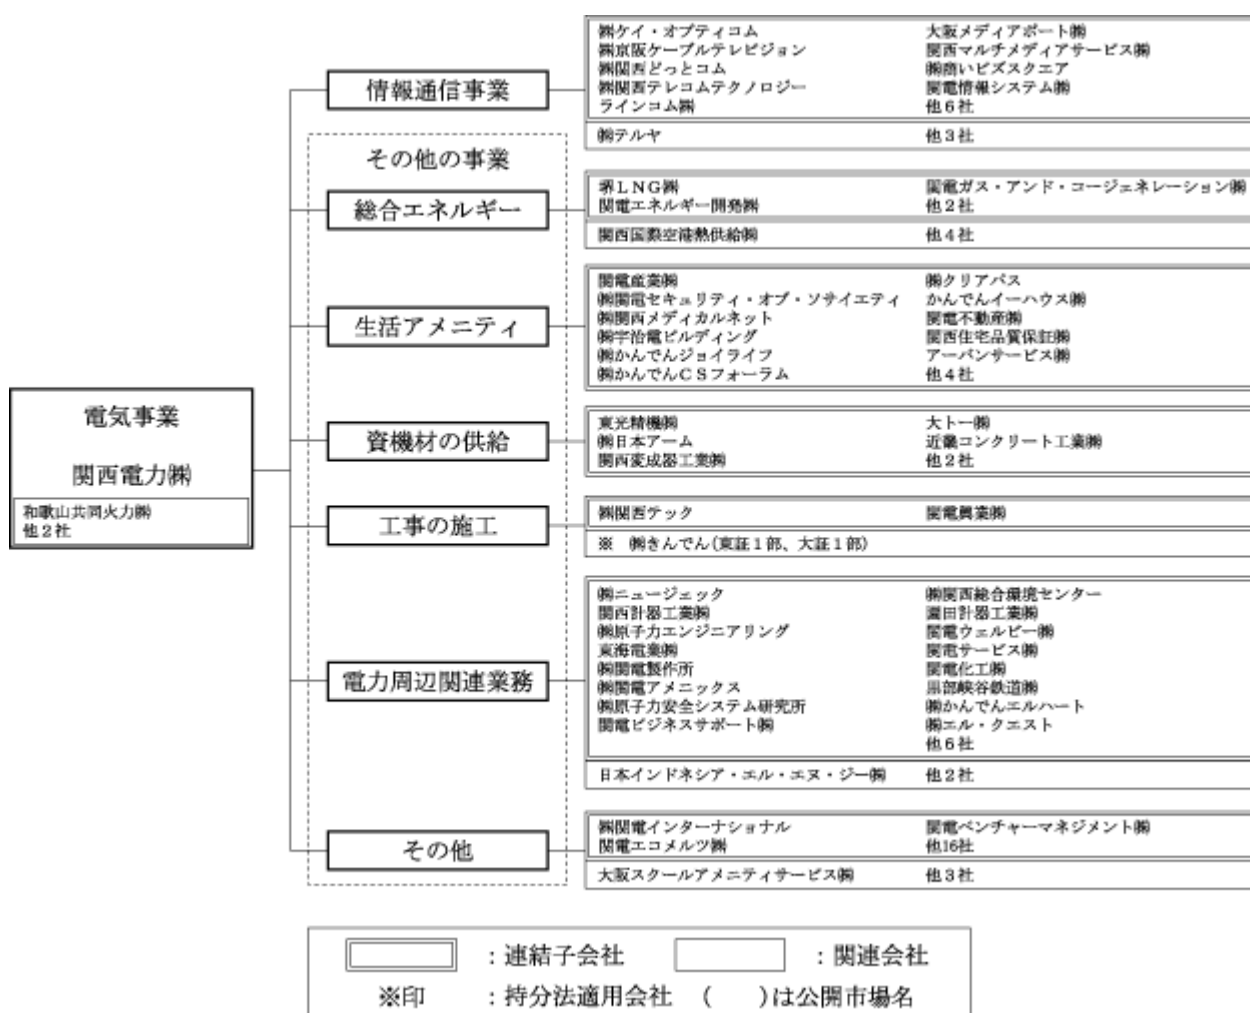 ㈱ケイ・オプティコム 大阪メディアポート㈱
㈱京阪ケーブルテレビジョン 関西マルチメディアサービス㈱
㈱関西どっとコム ㈱商いビズスクエア
㈱関西テレコムテクノロジー 関電情報システム㈱
ラインコム㈱ 他6社
情報通信事業
㈱テルヤ 他3社
その他の事業
堺LNG㈱ 関電ガス・アンド・コージェネレーション㈱
関電エネルギー開発㈱ 他2社
総合エネルギー
関西国際空港熱供給㈱ 他4社
関電産業㈱ ㈱クリアパス
㈱関電セキュリティ・オブ・ソサイエティ かんでんイーハウス㈱
㈱関西メディカルネット 関電不動産㈱
㈱宇治電ビルディング 関西住宅品質保証㈱
㈱かんでんジョイライフ アーバンサービス㈱
㈱かんでんCSフォーラム 他4社
生活アメニティ
電気事業
関西電力㈱
和歌山共同火力㈱
他2社
東光精機㈱ 大トー㈱
㈱日本アーム 近畿コンクリート工業㈱
関西変成器工業㈱ 他2社
資機材の供給
㈱関西テック 関電興業㈱
工事の施工
※ ㈱きんでん(東証1部、大証1部)
㈱ニュージェック ㈱関西総合環境センター
関西計器工業㈱ 園田計器工業㈱
㈱原子力エンジニアリング 関電ウェルビー㈱
東海電業㈱ 関電サービス㈱
㈱関電製作所 関電化工㈱
㈱関電アメニックス 黒部峡谷鉄道㈱
㈱原子力安全システム研究所 ㈱かんでんエルハート
関電ビジネスサポート㈱ ㈱エル・クエスト
他6社
電力周辺関連業務
日本インドネシア・エル・エヌ・ジー㈱ 他2社
㈱関電インターナショナル 関電ベンチャーマネジメント㈱
関電エコメルツ㈱ 他16社
その他
大阪スクールアメニティサービス㈱ 他3社
：連結子会社 ：関連会社
※印 ：持分法適用会社 ( )は公開市場名